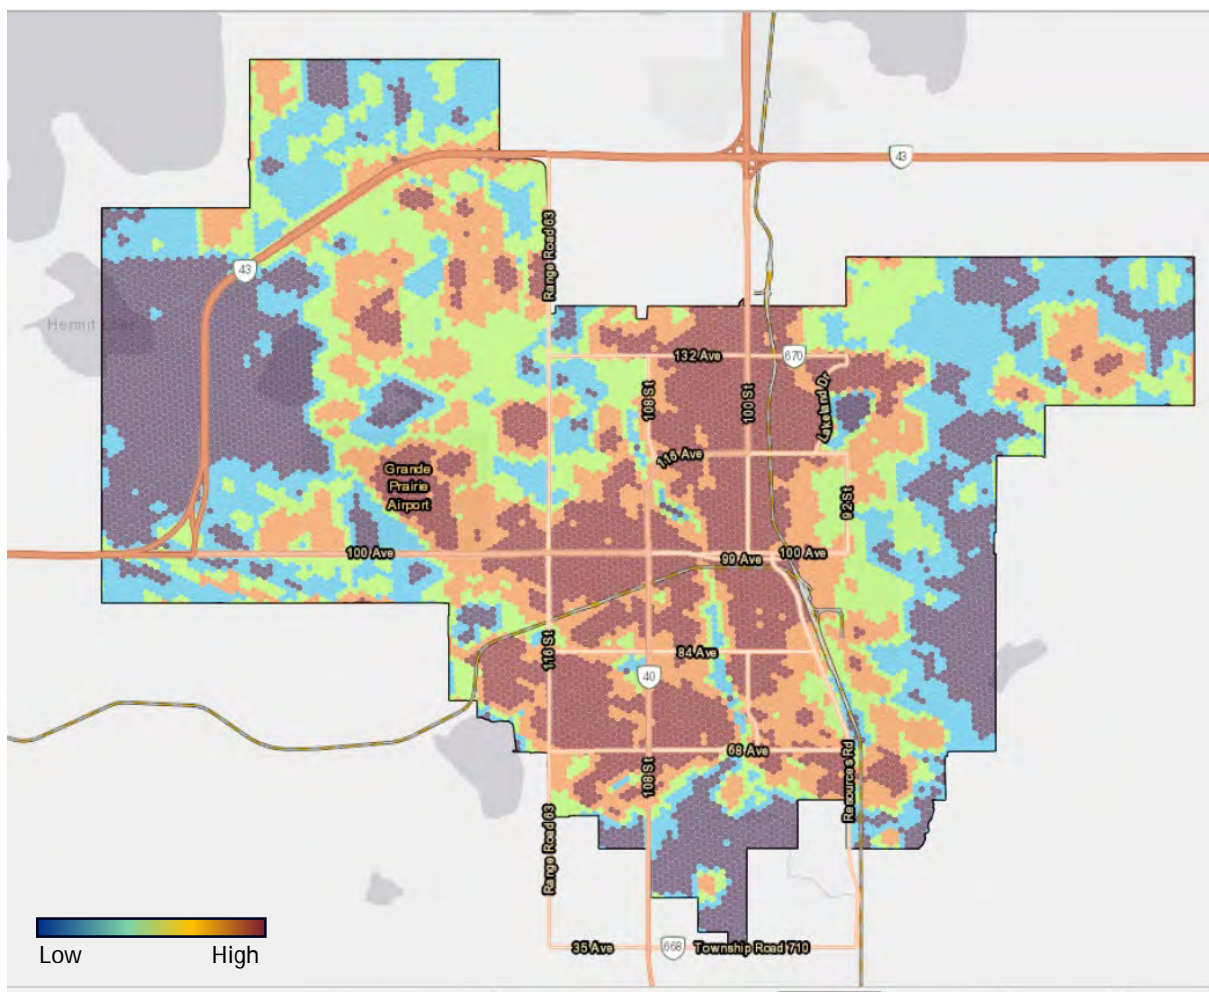 43
Range Road 63
43
Hermit Lake
132 Ave
670
108 St
100 St
Lakeland Dr
116 Ave
Grande
Prairie
Airport
92 St
100 Ave
99 Ave
100 Ave
116 St
84 Ave
40
68 Ave
108 St
Resources Rd
Range Road 63
35 Ave
668
Township Road 710
Low
High